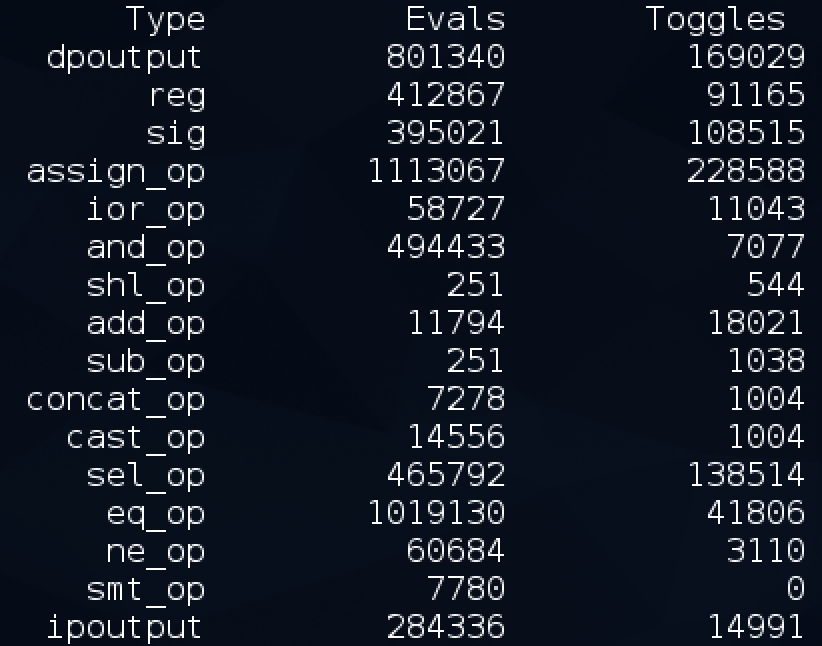 Type Evals Toggles
dpoutput 801340 169029
reg 412867 91165
sig 395021 108515
assign_op 1113067 228588
ior_op 58727 11043
and_op 494433 7077
shl_op 251 544
add_op 11794 18021
sub_op 251 1038
concat_op 7278 1004
cast_op 14556 1004
sel_op 465792 138514
eq_op 1019130 41806
ne_op 60684 3110
smt_op 7780 0
ipoutput 284336 14991